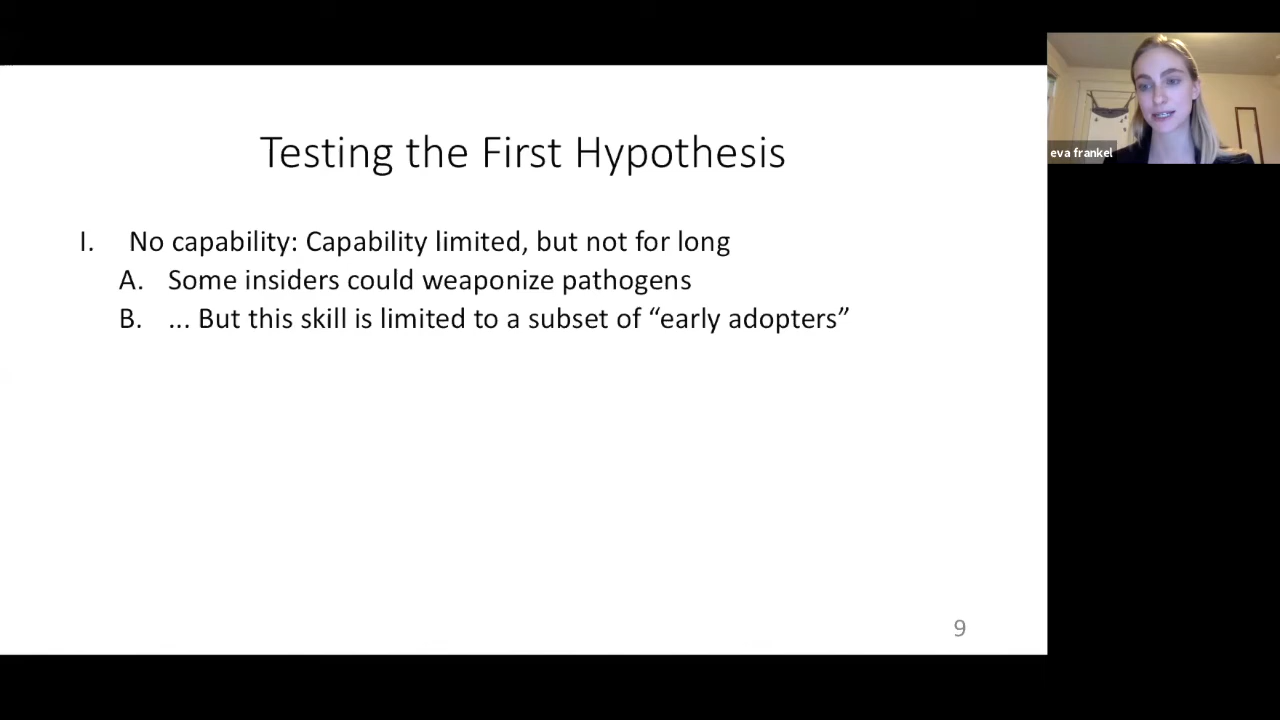 Testing the First Hypothesis
I. No capability: Capability limited, but not for long
A. Some insiders could weaponize pathogens
B. ... But this skill is limited to a subset of “early adopters”
9
eva frankel